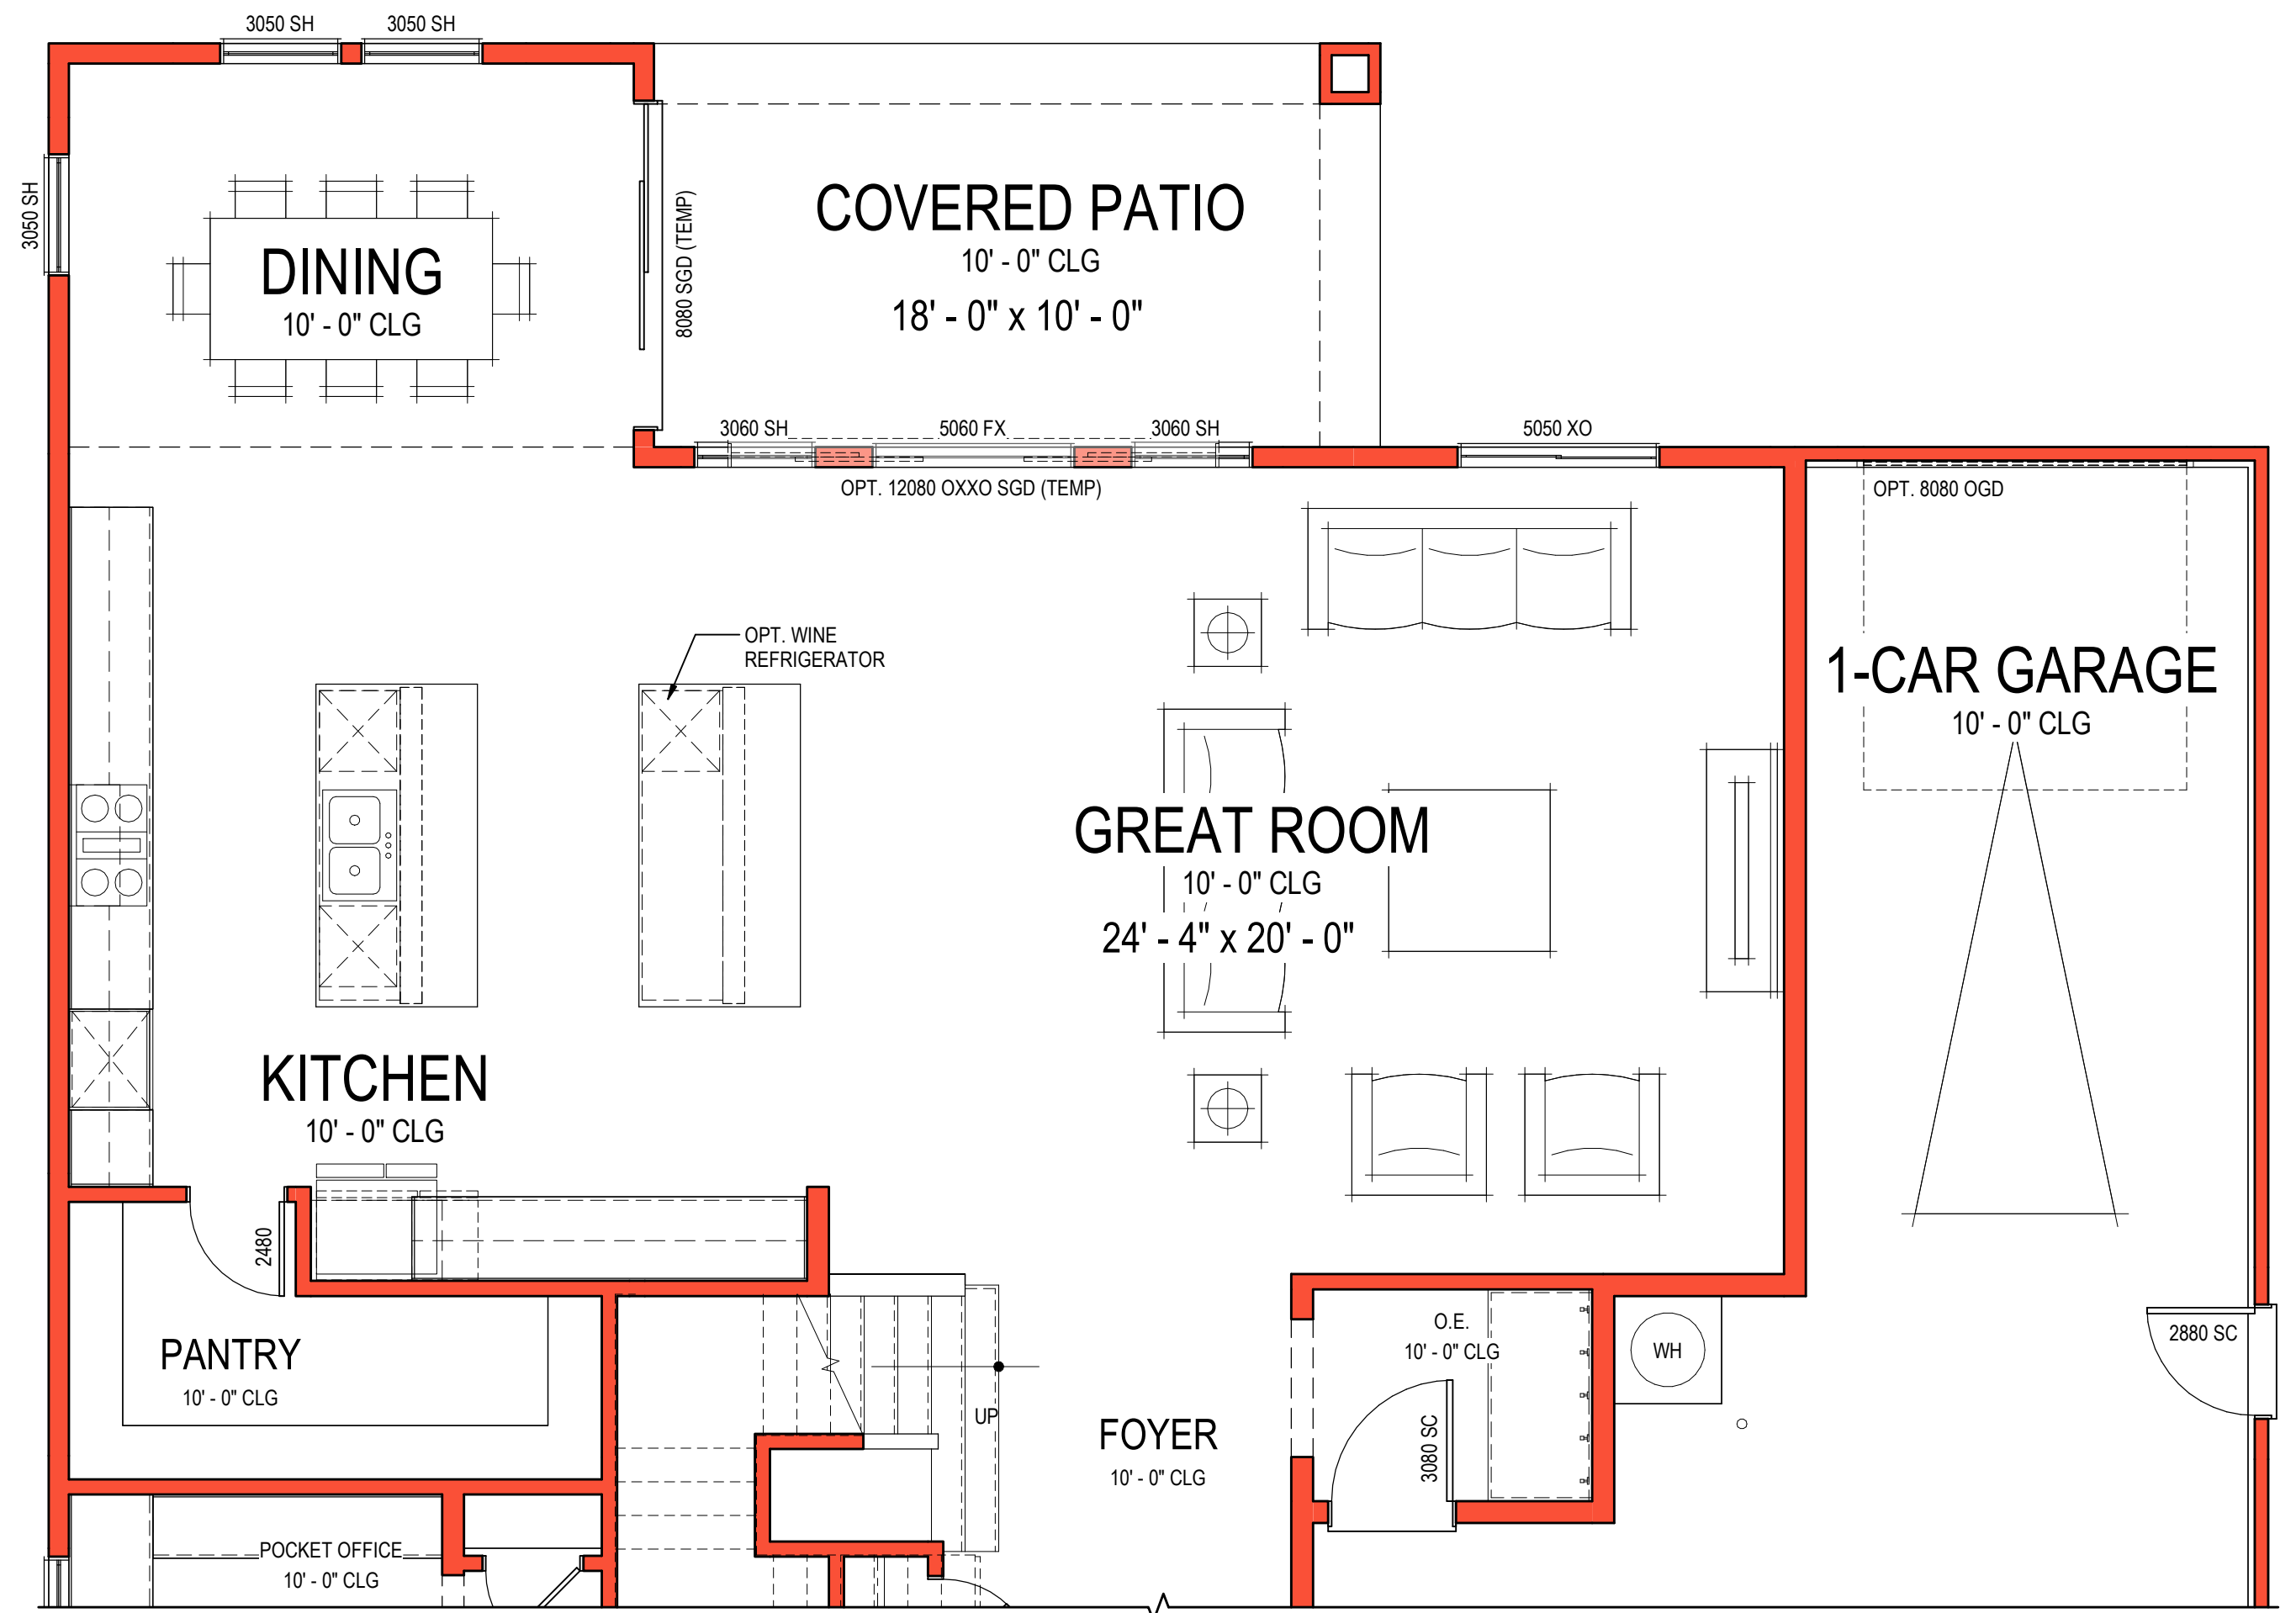 3050 SH
3050 SH
3050 SH
DINING
10' - 0" CLG
8080 SGD (TEMP)
COVERED PATIO
10' - 0" CLG
18' - 0" x 10' - 0"
3060 SH
5060 FX
3060 SH
5050 XO
OPT. 12080 OXXO SGD (TEMP)
OPT. 8080 OGD
OPT. WINE
REFRIGERATOR
1-CAR GARAGE
10' - 0" CLG
GREAT ROOM
10' - 0" CLG
24' - 4" x 20' - 0"
KITCHEN
10' - 0" CLG
2480
PANTRY
10' - 0" CLG
UP
FOYER
10' - 0" CLG
O.E.
10' - 0" CLG
3080 SC
WH
2880 SC
POCKET OFFICE
10' - 0" CLG